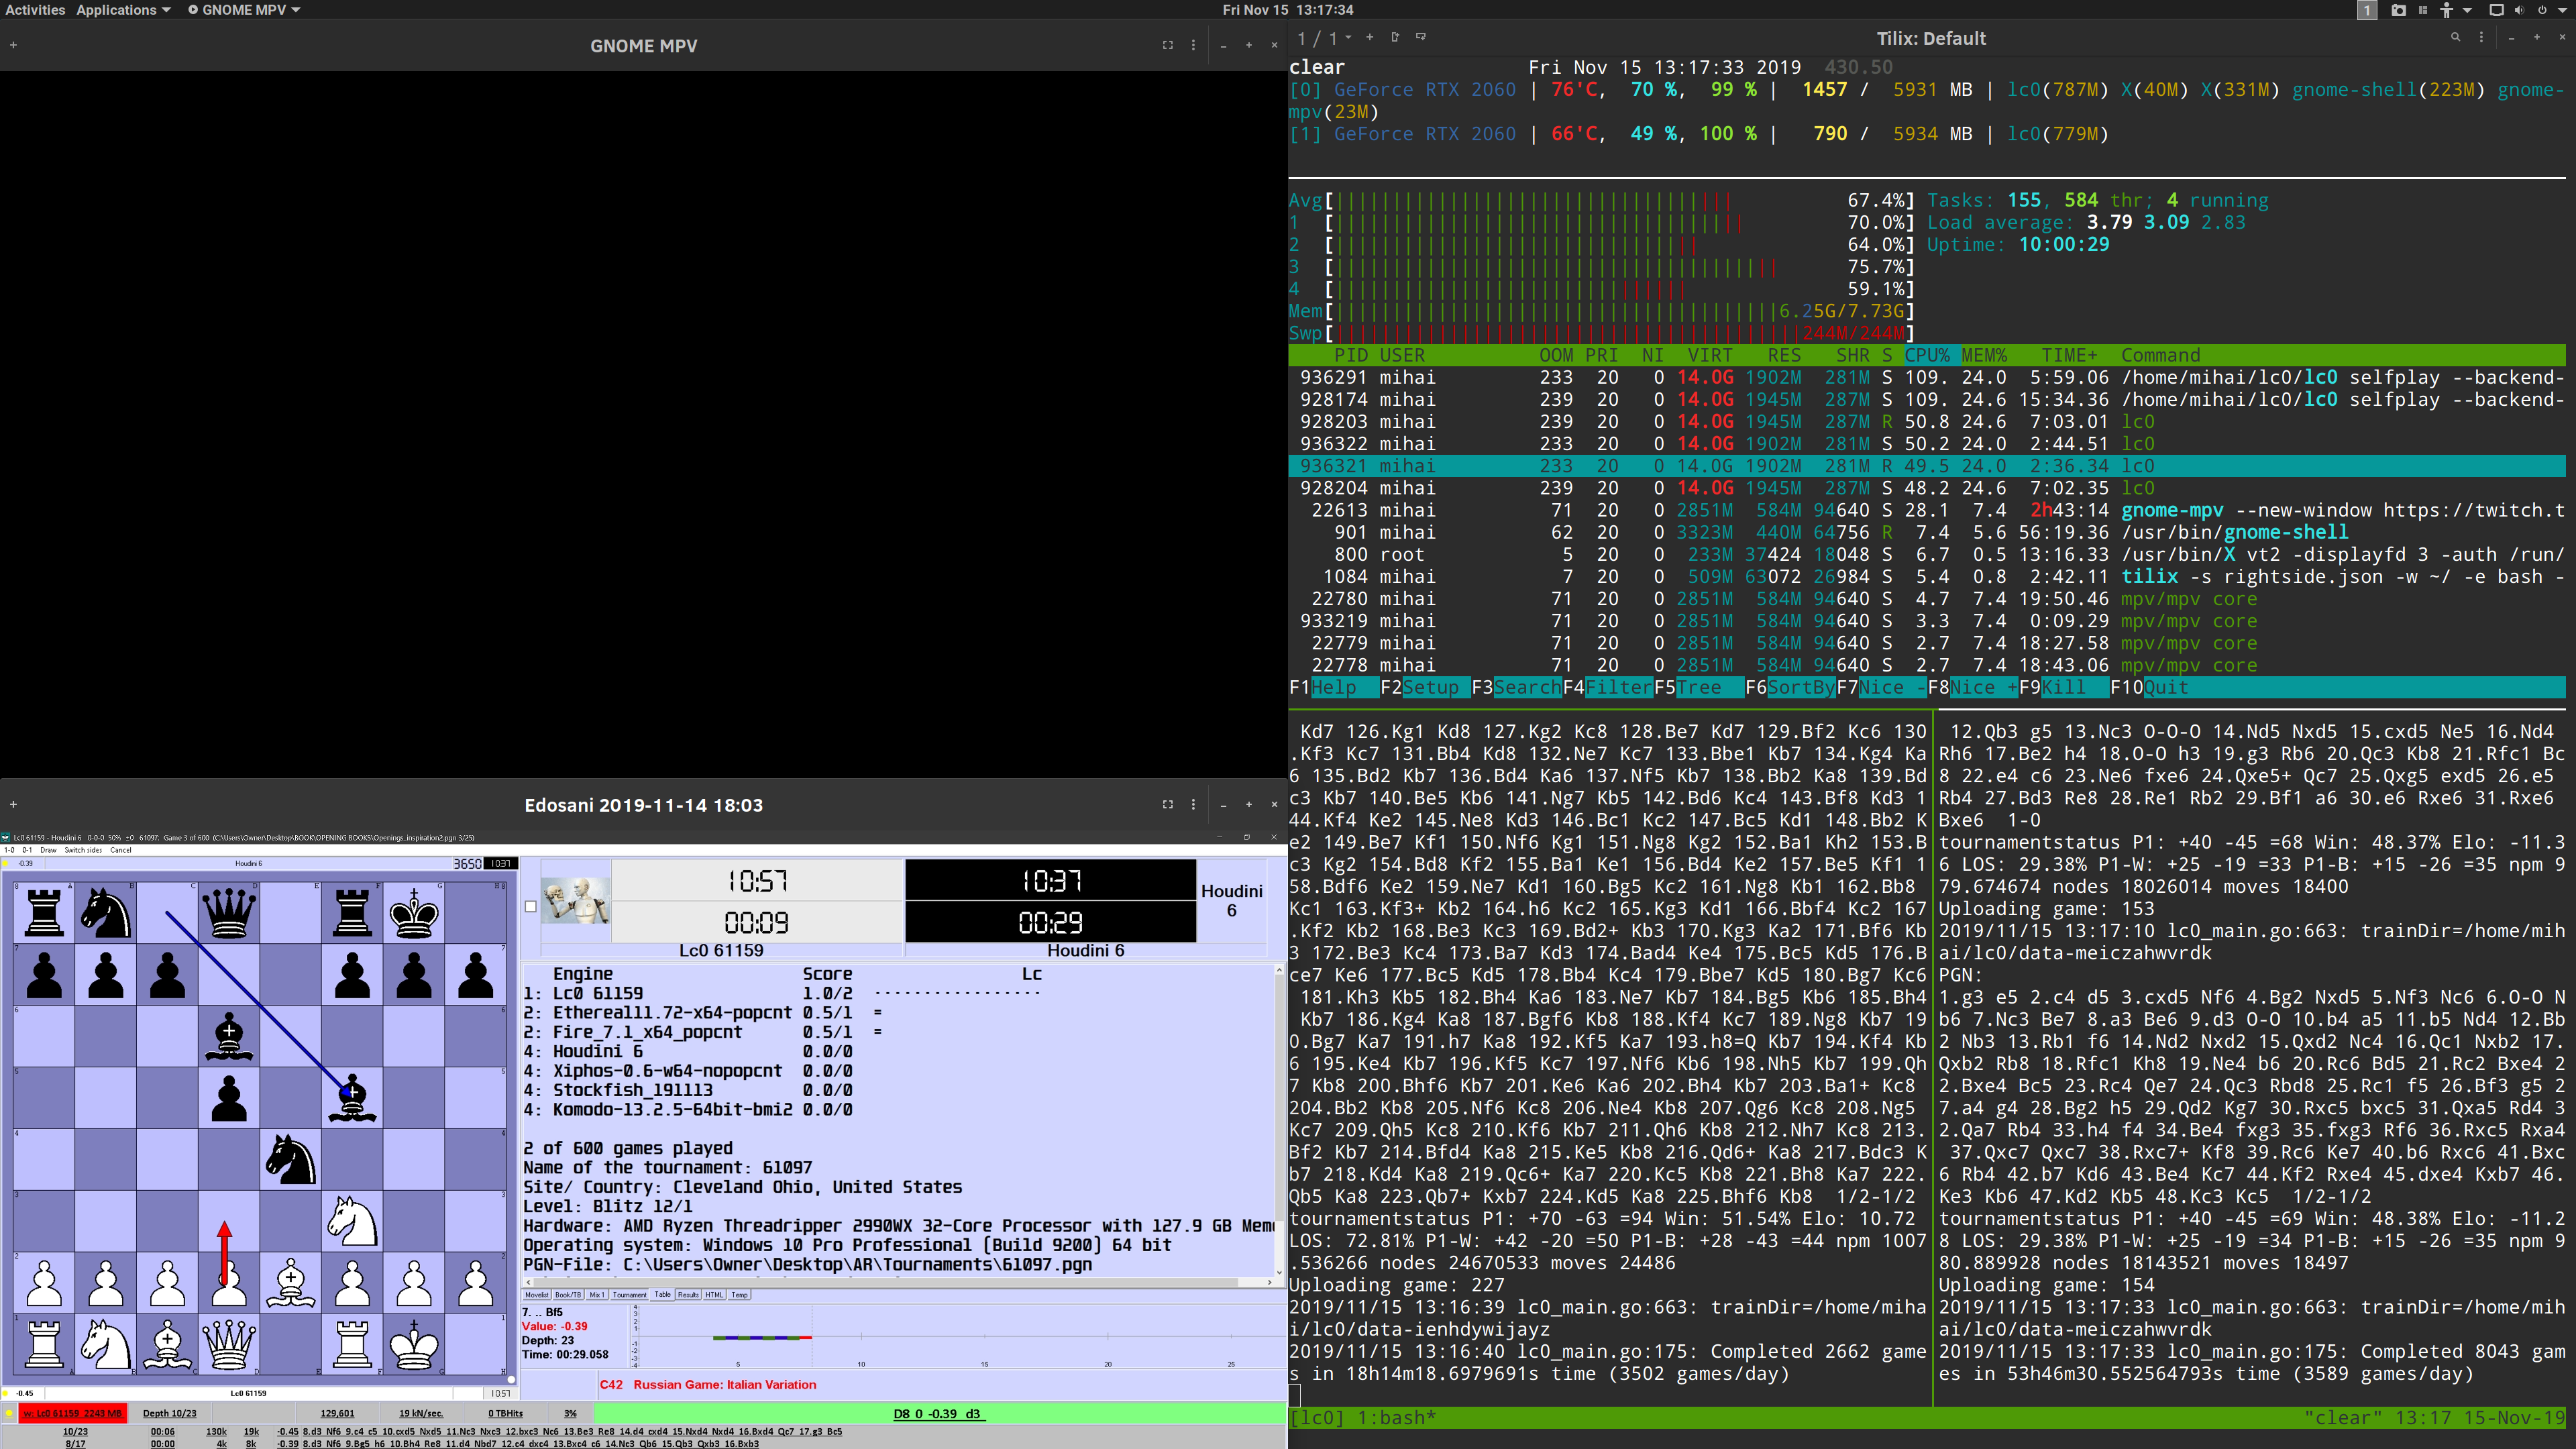 Activities Applications GNOME MPV Fri Nov 15 13:17:34 1
GNOME MPV
1 / 1 Tilix: Default
clear Fri Nov 15 13:17:33 2019 430.50
[0] GeForce RTX 2060 | 76'C, 70 %, 99 % | 1457 / 5931 MB | lc0(787M) X(40M) X(331M) gnome-shell(223M) gnome-
mpv(23M)
[1] GeForce RTX 2060 | 66'C, 49 %, 100 % | 790 / 5934 MB | lc0(779M)
Avg[ 67.4%] Tasks: 155, 584 thr; 4 running
1 [ 70.0%] Load average: 3.79 3.09 2.83
2 [ 64.0%] Uptime: 10:00:29
3 [ 75.7%]
4 [ 59.1%]
Mem[ 6.25G/7.73G]
Swp[ 244M/244M]
PID USER OOM PRI NI VIRT RES SHR S CPU% MEM% TIME+ Command
936291 mihai 233 20 0 14.0G 1902M 281M S 109. 24.0 5:59.06 /home/mihai/lc0/lc0 selfplay --backend-
928174 mihai 239 20 0 14.0G 1945M 287M S 109. 24.6 15:34.36 /home/mihai/lc0/lc0 selfplay --backend-
928203 mihai 239 20 0 14.0G 1945M 287M R 50.8 24.6 7:03.01 lc0
936322 mihai 233 20 0 14.0G 1902M 281M S 50.2 24.0 2:44.51 lc0
936321 mihai 233 20 0 14.0G 1902M 281M R 49.5 24.0 2:36.34 lc0
928204 mihai 239 20 0 14.0G 1945M 287M S 48.2 24.6 7:02.35 lc0
22613 mihai 71 20 0 2851M 584M 94640 S 28.1 7.4 2h43:14 gnome-mpv --new-window https://twitch.t
901 mihai 62 20 0 3323M 440M 64756 R 7.4 5.6 56:19.36 /usr/bin/gnome-shell
800 root 5 20 0 233M 37424 18048 S 6.7 0.5 13:16.33 /usr/bin/X vt2 -displayfd 3 -auth /run/
1084 mihai 7 20 0 509M 63072 26984 S 5.4 0.8 2:42.11 tilix -s rightside.json -w ~/ -e bash -
22780 mihai 71 20 0 2851M 584M 94640 S 4.7 7.4 19:50.46 mpv/mpv core
933219 mihai 71 20 0 2851M 584M 94640 S 3.3 7.4 0:09.29 mpv/mpv core
22779 mihai 71 20 0 2851M 584M 94640 S 2.7 7.4 18:27.58 mpv/mpv core
22778 mihai 71 20 0 2851M 584M 94640 S 2.7 7.4 18:43.06 mpv/mpv core
F1Help F2Setup F3SearchF4FilterF5Tree F6SortByF7Nice -F8Nice +F9Kill F10Quit
Kd7 126.Kg1 Kd8 127.Kg2 Kc8 128.Be7 Kd7 129.Bf2 Kc6 130
.Kf3 Kc7 131.Bb4 Kd8 132.Ne7 Kc7 133.Bbe1 Kb7 134.Kg4 Ka
6 135.Bd2 Kb7 136.Bd4 Ka6 137.Nf5 Kb7 138.Bb2 Ka8 139.Bd
c3 Kb7 140.Be5 Kb6 141.Ng7 Kb5 142.Bd6 Kc4 143.Bf8 Kd3 1
44.Kf4 Ke2 145.Ne8 Kd3 146.Bc1 Kc2 147.Bc5 Kd1 148.Bb2 K
e2 149.Be7 Kf1 150.Nf6 Kg1 151.Ng8 Kg2 152.Ba1 Kh2 153.B
c3 Kg2 154.Bd8 Kf2 155.Ba1 Ke1 156.Bd4 Ke2 157.Be5 Kf1 1
58.Bdf6 Ke2 159.Ne7 Kd1 160.Bg5 Kc2 161.Ng8 Kb1 162.Bb8
Kc1 163.Kf3+ Kb2 164.h6 Kc2 165.Kg3 Kd1 166.Bbf4 Kc2 167
.Kf2 Kb2 168.Be3 Kc3 169.Bd2+ Kb3 170.Kg3 Ka2 171.Bf6 Kb
3 172.Be3 Kc4 173.Ba7 Kd3 174.Bad4 Ke4 175.Bc5 Kd5 176.B
ce7 Ke6 177.Bc5 Kd5 178.Bb4 Kc4 179.Bbe7 Kd5 180.Bg7 Kc6
181.Kh3 Kb5 182.Bh4 Ka6 183.Ne7 Kb7 184.Bg5 Kb6 185.Bh4
Kb7 186.Kg4 Ka8 187.Bgf6 Kb8 188.Kf4 Kc7 189.Ng8 Kb7 19
0.Bg7 Ka7 191.h7 Ka8 192.Kf5 Ka7 193.h8=Q Kb7 194.Kf4 Kb
6 195.Ke4 Kb7 196.Kf5 Kc7 197.Nf6 Kb6 198.Nh5 Kb7 199.Qh
7 Kb8 200.Bhf6 Kb7 201.Ke6 Ka6 202.Bh4 Kb7 203.Ba1+ Kc8
204.Bb2 Kb8 205.Nf6 Kc8 206.Ne4 Kb8 207.Qg6 Kc8 208.Ng5
Kc7 209.Qh5 Kc8 210.Kf6 Kb7 211.Qh6 Kb8 212.Nh7 Kc8 213.
Bf2 Kb7 214.Bfd4 Ka8 215.Ke5 Kb8 216.Qd6+ Ka8 217.Bdc3 K
b7 218.Kd4 Ka8 219.Qc6+ Ka7 220.Kc5 Kb8 221.Bh8 Ka7 222.
Qb5 Ka8 223.Qb7+ Kxb7 224.Kd5 Ka8 225.Bhf6 Kb8 1/2-1/2
tournamentstatus P1: +70 -63 =94 Win: 51.54% Elo: 10.72
LOS: 72.81% P1-W: +42 -20 =50 P1-B: +28 -43 =44 npm 1007
.536266 nodes 24670533 moves 24486
Uploading game: 227
2019/11/15 13:16:39 lc0_main.go:663: trainDir=/home/miha
i/lc0/data-ienhdywijayz
2019/11/15 13:16:40 lc0_main.go:175: Completed 2662 game
s in 18h14m18.6979691s time (3502 games/day)
12.Qb3 g5 13.Nc3 O-O-O 14.Nd5 Nxd5 15.cxd5 Ne5 16.Nd4
Rh6 17.Be2 h4 18.O-O h3 19.g3 Rb6 20.Qc3 Kb8 21.Rfc1 Bc
8 22.e4 c6 23.Ne6 fxe6 24.Qxe5+ Qc7 25.Qxg5 exd5 26.e5
Rb4 27.Bd3 Re8 28.Re1 Rb2 29.Bf1 a6 30.e6 Rxe6 31.Rxe6
Bxe6 1-0
tournamentstatus P1: +40 -45 =68 Win: 48.37% Elo: -11.3
6 LOS: 29.38% P1-W: +25 -19 =33 P1-B: +15 -26 =35 npm 9
79.674674 nodes 18026014 moves 18400
Uploading game: 153
2019/11/15 13:17:10 lc0_main.go:663: trainDir=/home/mih
ai/lc0/data-meiczahwvrdk
PGN:
1.g3 e5 2.c4 d5 3.cxd5 Nf6 4.Bg2 Nxd5 5.Nf3 Nc6 6.O-O N
b6 7.Nc3 Be7 8.a3 Be6 9.d3 O-O 10.b4 a5 11.b5 Nd4 12.Bb
2 Nb3 13.Rb1 f6 14.Nd2 Nxd2 15.Qxd2 Nc4 16.Qc1 Nxb2 17.
Qxb2 Rb8 18.Rfc1 Kh8 19.Ne4 b6 20.Rc6 Bd5 21.Rc2 Bxe4 2
2.Bxe4 Bc5 23.Rc4 Qe7 24.Qc3 Rbd8 25.Rc1 f5 26.Bf3 g5 2
7.a4 g4 28.Bg2 h5 29.Qd2 Kg7 30.Rxc5 bxc5 31.Qxa5 Rd4 3
2.Qa7 Rb4 33.h4 f4 34.Be4 fxg3 35.fxg3 Rf6 36.Rxc5 Rxa4
37.Qxc7 Qxc7 38.Rxc7+ Kf8 39.Rc6 Ke7 40.b6 Rxc6 41.Bxc
6 Rb4 42.b7 Kd6 43.Be4 Kc7 44.Kf2 Rxe4 45.dxe4 Kxb7 46.
Ke3 Kb6 47.Kd2 Kb5 48.Kc3 Kc5 1/2-1/2
tournamentstatus P1: +40 -45 =69 Win: 48.38% Elo: -11.2
8 LOS: 29.38% P1-W: +25 -19 =34 P1-B: +15 -26 =35 npm 9
80.889928 nodes 18143521 moves 18497
Uploading game: 154
2019/11/15 13:17:33 lc0_main.go:663: trainDir=/home/mih
ai/lc0/data-meiczahwvrdk
2019/11/15 13:17:33 lc0_main.go:175: Completed 8043 gam
es in 53h46m30.552564793s time (3589 games/day)
[lc0] 1:bash* "clear" 13:17 15-Nov-19
Edosani 2019-11-14 18:03
Lc0 61159 - Houdini 6 0-0-0 50% ±0 61097: Game 3 of 600 (C:\Users\Owner\Desktop\BOOK\OPENING BOOKS\Openings_inspiration2.pgn 3/25)
1-0 0-1 Draw Switch sides Cancel
-0.39 Houdini 6 3650 10:37
10:57 10:37 Houdini 6
00:09 00:29
Lc0 61159 Houdini 6
Engine Score Lc
1: Lc0 61159 1.0/2 · · · · · · · · · · · · · · · · ·
2: Ethereal11.72-x64-popcnt 0.5/1 =
2: Fire_7.1_x64_popcnt 0.5/1 =
4: Houdini 6 0.0/0
4: Xiphos-0.6-w64-nopopcnt 0.0/0
4: Stockfish_191113 0.0/0
4: Komodo-13.2.5-64bit-bmi2 0.0/0
2 of 600 games played
Name of the tournament: 61097
Site/ Country: Cleveland Ohio, United States
Level: Blitz 12/1
Hardware: AMD Ryzen Threadripper 2990WX 32-Core Processor with 127.9 GB Mem
Operating system: Windows 10 Pro Professional (Build 9200) 64 bit
PGN-File: C:\Users\Owner\Desktop\AR\Tournaments\61097.pgn
Movelist Book/TB Mix 1 Tournament Table Results HTML Temp
7. .. Bf5
Value: -0.39
Depth: 23
Time: 00:29.058
5 10 15 20 25
C42 Russian Game: Italian Variation
-0.45 Lc0 61159 10:57
w: Lc0 61159, 2243 MB Depth 10/23 129,601 19 kN/sec. 0 TBHits 3% D8 0 -0.39 d3
10/23 00:06 130k 19k -0.45 8.d3 Nf6 9.c4 c5 10.cxd5 Nxd5 11.Nc3 Nxc3 12.bxc3 Nc6 13.Be3 Re8 14.d4 cxd4 15.Nxd4 Nxd4 16.Bxd4 Qc7 17.g3 Bc5
8/17 00:00 4k 8k -0.39 8.d3 Nf6 9.Bg5 h6 10.Bh4 Re8 11.d4 Nbd7 12.c4 dxc4 13.Bxc4 c6 14.Nc3 Qb6 15.Qb3 Qxb3 16.Bxb3